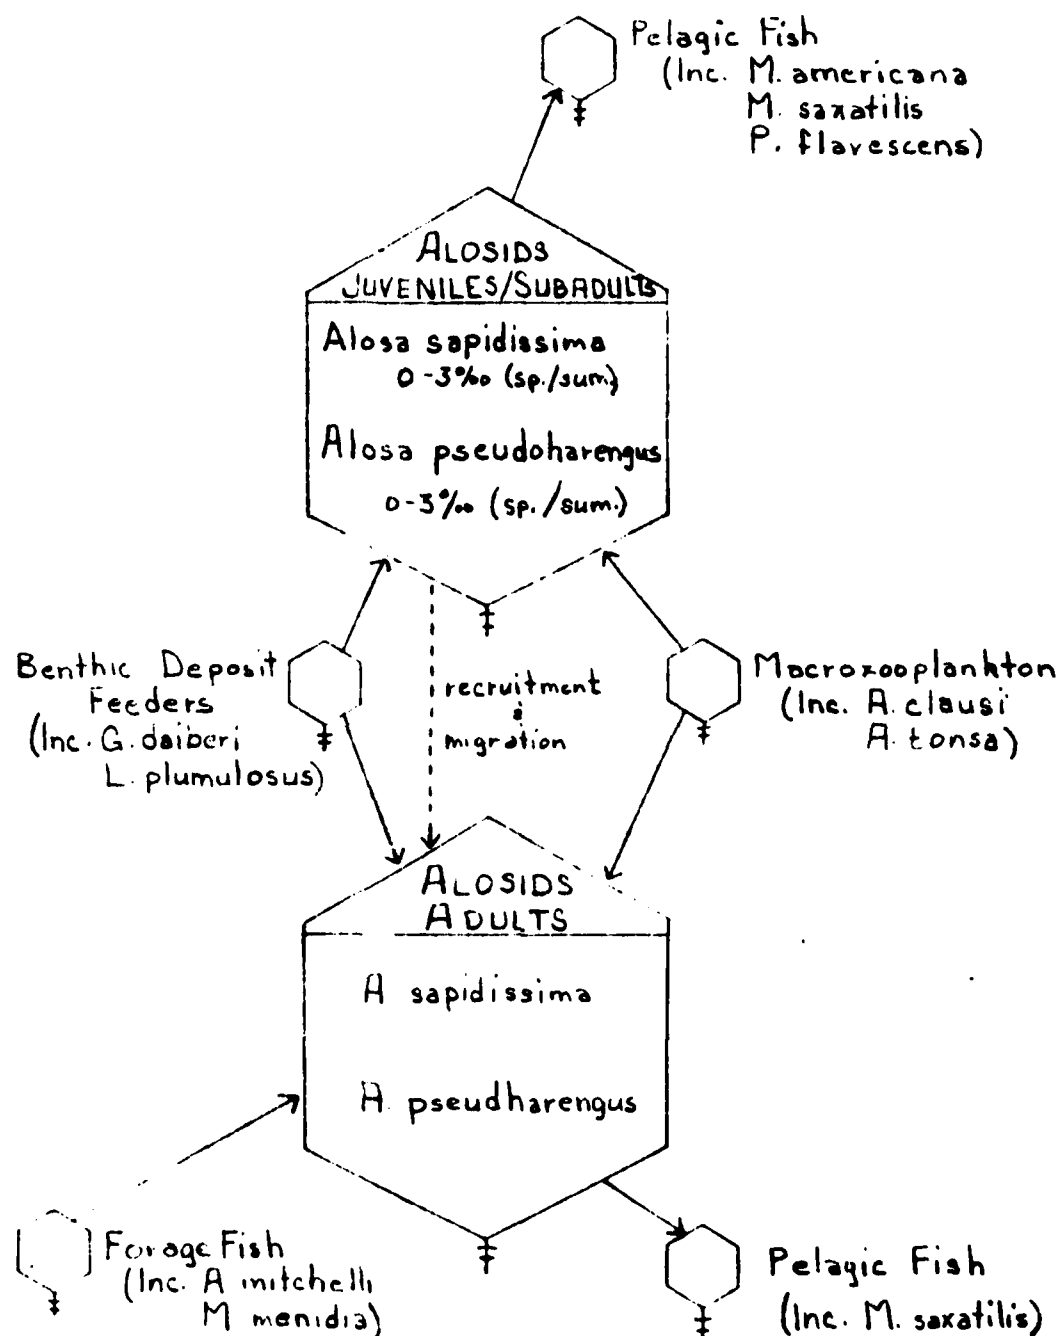 Pelagic Fish
(Inc. M. americana
M. saxatilis
P. flavescens)
ALOSIDS
JUVENILES/SUBADULTS
Alosa sapidissima
0-3‰ (sp./sum.)
Alosa pseudoharengus
0-3‰ (sp./sum.)
Benthic Deposit
Feeders
(Inc. G. daiberi
L. plumulosus)
recruitment
&
migration
Macrozooplankton
(Inc. A. clausi
A. tonsa)
ALOSIDS
ADULTS
A sapidissima
A. pseudharengus
Forage Fish
(Inc. A mitchelli
M menidia)
Pelagic Fish
(Inc. M. saxatilis)